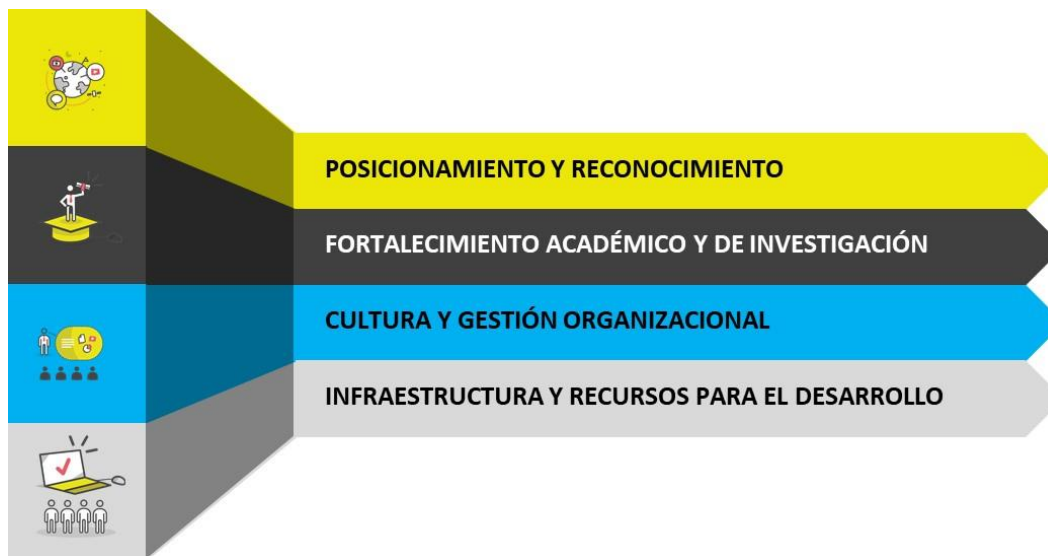 POSICIONAMIENTO Y RECONOCIMIENTO
FORTALECIMIENTO ACADÉMICO Y DE INVESTIGACIÓN
CULTURA Y GESTIÓN ORGANIZACIONAL
INFRAESTRUCTURA Y RECURSOS PARA EL DESARROLLO